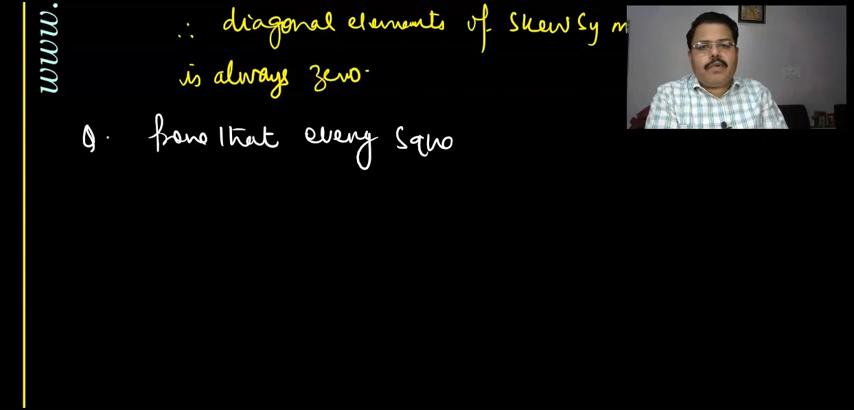 www.
∴ diagonal elements of Skew Sy m
is always zero.
Q. Prove that every squa